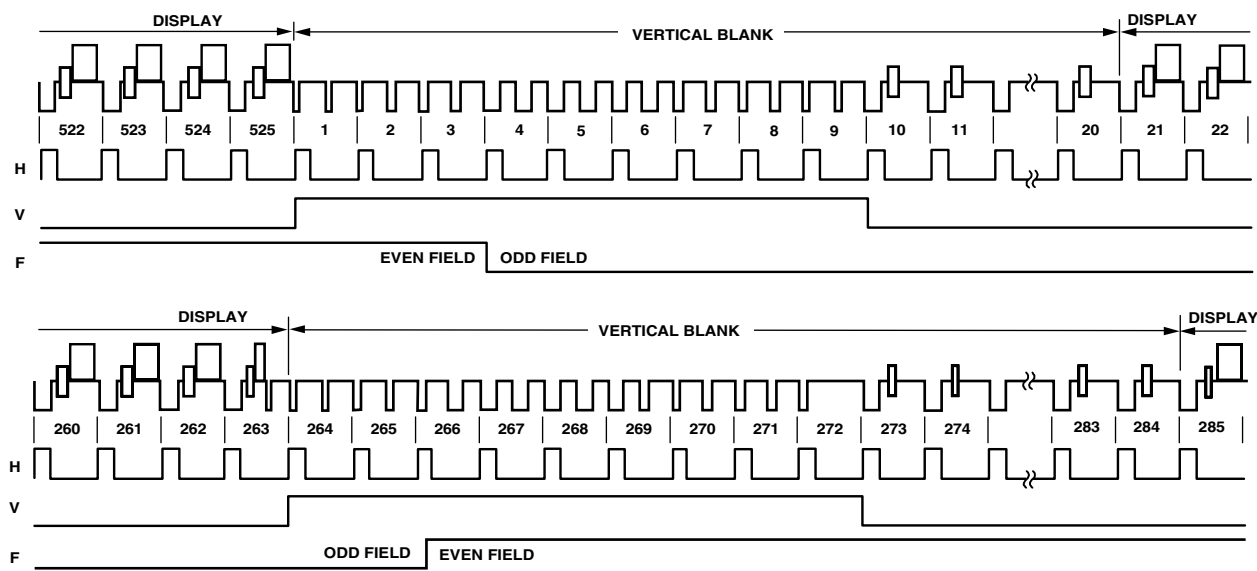 DISPLAY VERTICAL BLANK DISPLAY
522 523 524 525 1 2 3 4 5 6 7 8 9 10 11 20 21 22
H
V
F EVEN FIELD ODD FIELD
DISPLAY VERTICAL BLANK DISPLAY
260 261 262 263 264 265 266 267 268 269 270 271 272 273 274 283 284 285
H
V
F ODD FIELD EVEN FIELD